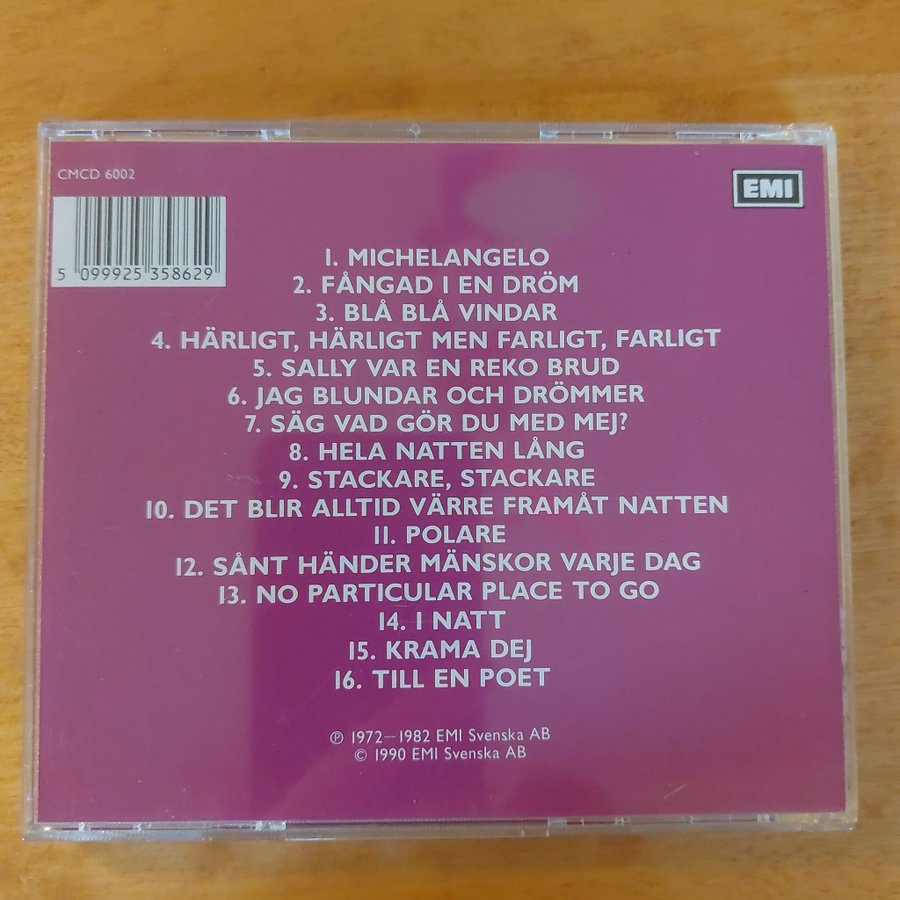 CMCD 6002
EMI
5 099925 358629
1. MICHELANGELO
2. FÅNGAD I EN DRÖM
3. BLÅ BLÅ VINDAR
4. HÄRLIGT, HÄRLIGT MEN FARLIGT, FARLIGT
5. SALLY VAR EN REKO BRUD
6. JAG BLUNDAR OCH DRÖMMER
7. SÄG VAD GÖR DU MED MEJ?
8. HELA NATTEN LÅNG
9. STACKARE, STACKARE
10. DET BLIR ALLTID VÄRRE FRAMÅT NATTEN
11. POLARE
12. SÅNT HÄNDER MÄNSKOR VARJE DAG
13. NO PARTICULAR PLACE TO GO
14. I NATT
15. KRAMA DEJ
16. TILL EN POET
℗ 1972–1982 EMI Svenska AB
© 1990 EMI Svenska AB